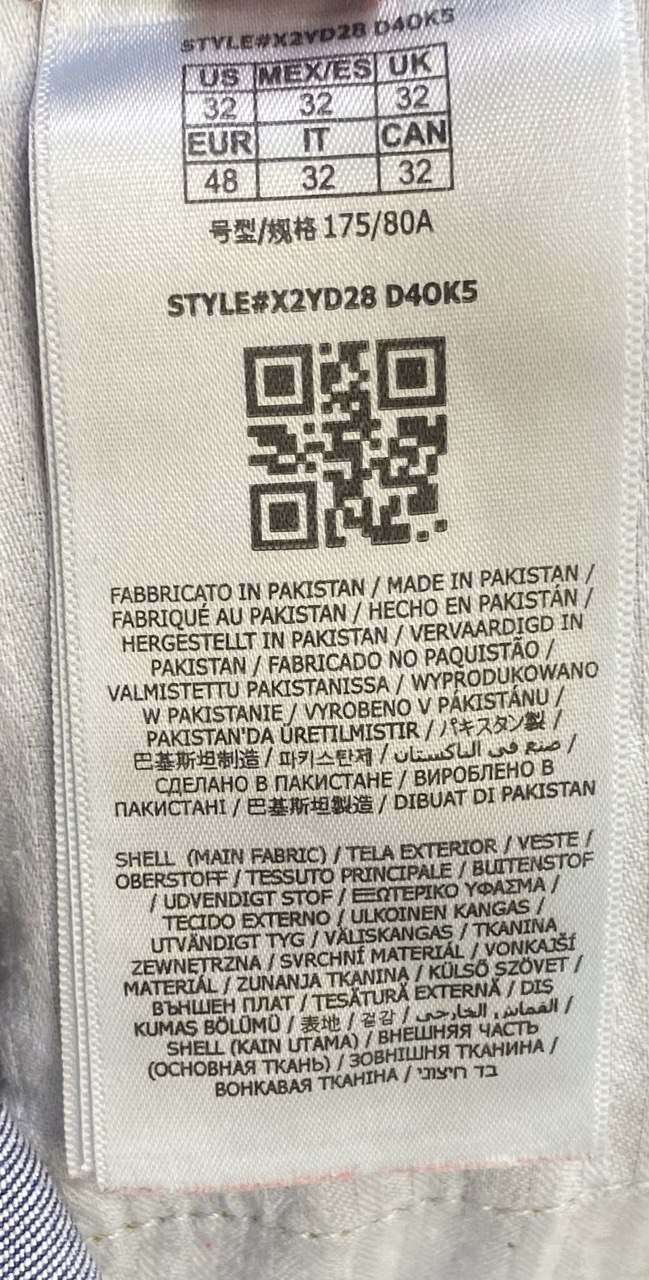 STYLE#X2YD28 D4OK5
US MEX/ES UK
32 32 32
EUR IT CAN
48 32 32
号型/规格 175/80A
STYLE#X2YD28 D4OK5
FABBRICATO IN PAKISTAN / MADE IN PAKISTAN /
FABRIQUÉ AU PAKISTAN / HECHO EN PAKISTÁN /
HERGESTELLT IN PAKISTAN / VERVAARDIGD IN
PAKISTAN / FABRICADO NO PAQUISTÃO /
VALMISTETTU PAKISTANISSA / WYPRODUKOWANO
W PAKISTANIE / VYROBENO V PÁKISTÁNU /
PAKISTAN'DA ÜRETILMISTIR / パキスタン製 /
巴基斯坦制造 / 파키스탄제 / صنع في الباكستان /
СДЕЛАНО В ПАКИСТАНЕ / ВИРОБЛЕНО В
ПАКИСТАНІ / 巴基斯坦製造 / DIBUAT DI PAKISTAN
SHELL (MAIN FABRIC) / TELA EXTERIOR / VESTE /
OBERSTOFF / TESSUTO PRINCIPALE / BUITENSTOF
/ UDVENDIGT STOF / ΕΞΩΤΕΡΙΚΟ ΥΦΑΣΜΑ /
TECIDO EXTERNO / ULKOINEN KANGAS /
UTVÄNDIGT TYG / VÄLISKANGAS / TKANINA
ZEWNĘTRZNA / SVRCHNÍ MATERIÁL / VONKAJŠÍ
MATERIÁL / ZUNANJA TKANINA / KÜLSŐ SZÖVET /
ВЪНШЕН ПЛАТ / ȚESĂTURĂ EXTERNĂ / DIŞ
KUMAŞ BÖLÜMÜ / 表地 / 겉감 / القماش الخارجي /
SHELL (KAIN UTAMA) / ВНЕШНЯЯ ЧАСТЬ
(ОСНОВНАЯ ТКАНЬ) / ЗОВНІШНЯ ТКАНИНА /
ВОНКАВАЯ ТКАНІНА / בד חיצוני